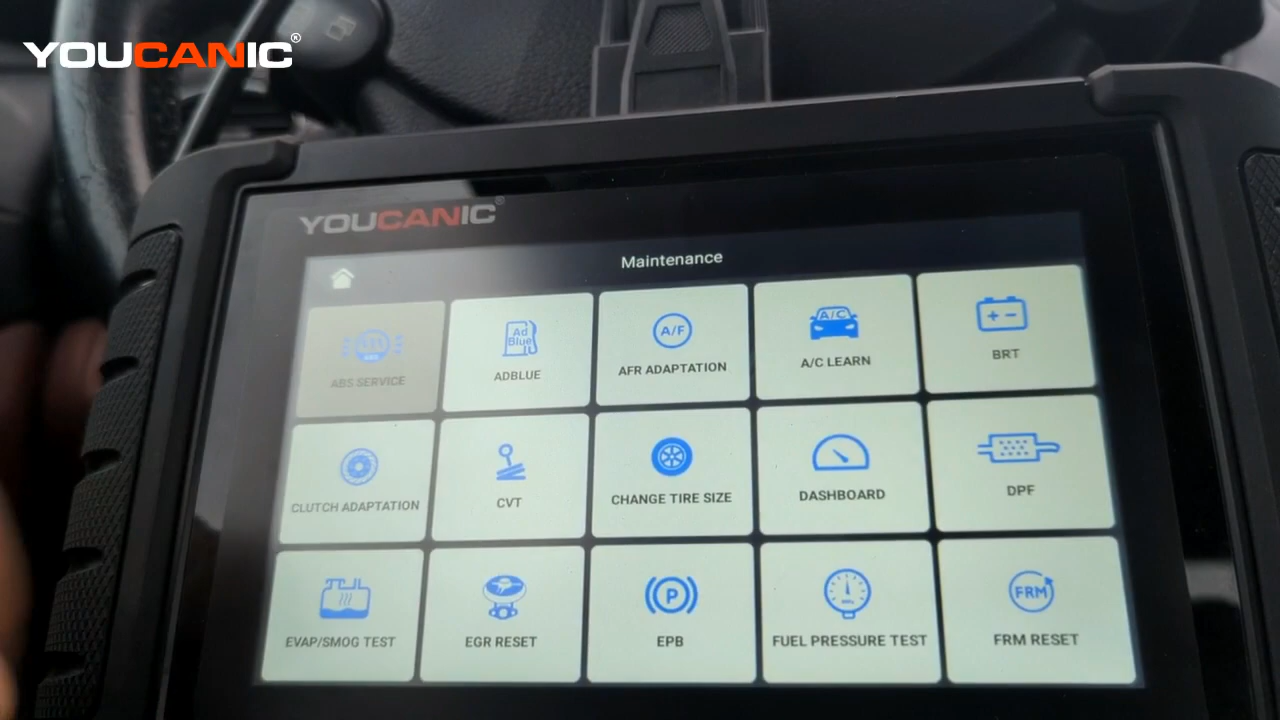 YOUCANIC®
YOUCANIC®
Maintenance
ABS SERVICE
Ad
Blue
ADBLUE
A/F
AFR ADAPTATION
A/C
A/C LEARN
BRT
CLUTCH ADAPTATION
CVT
CHANGE TIRE SIZE
DASHBOARD
DPF
EVAP/SMOG TEST
EGR RESET
P
EPB
FUEL PRESSURE TEST
FRM
FRM RESET